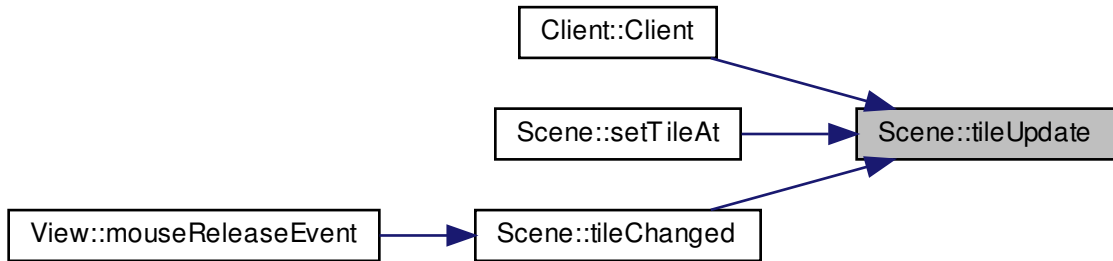 Client::Client
Scene::setTileAt
Scene::tileUpdate
View::mouseReleaseEvent
Scene::tileChanged